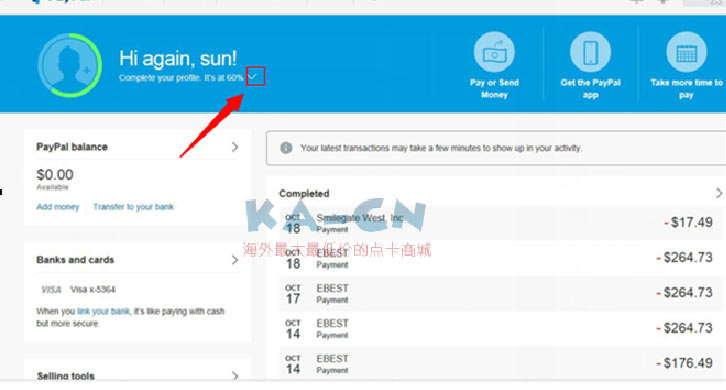 PayPal
Hi again, sun!
Complete your profile. It's at 60%
Pay or Send
Money
Get the PayPal
app
Take more time to
pay
PayPal balance
$0.00
Available
Add money
Transfer to your bank
Banks and cards
VISA Visa x-5364
When you link your bank, it's like paying with cash
but more secure.
Selling tools
Your latest transactions may take a few minutes to show up in your activity.
Completed
OCT
18
Smilegate West, Inc
Payment
- $17.49
OCT
18
EBEST
Payment
- $264.73
OCT
17
EBEST
Payment
- $264.73
OCT
14
EBEST
Payment
- $264.73
OCT
14
EBEST
Payment
- $176.49
KA-CN
海外最大最低价的点卡商城